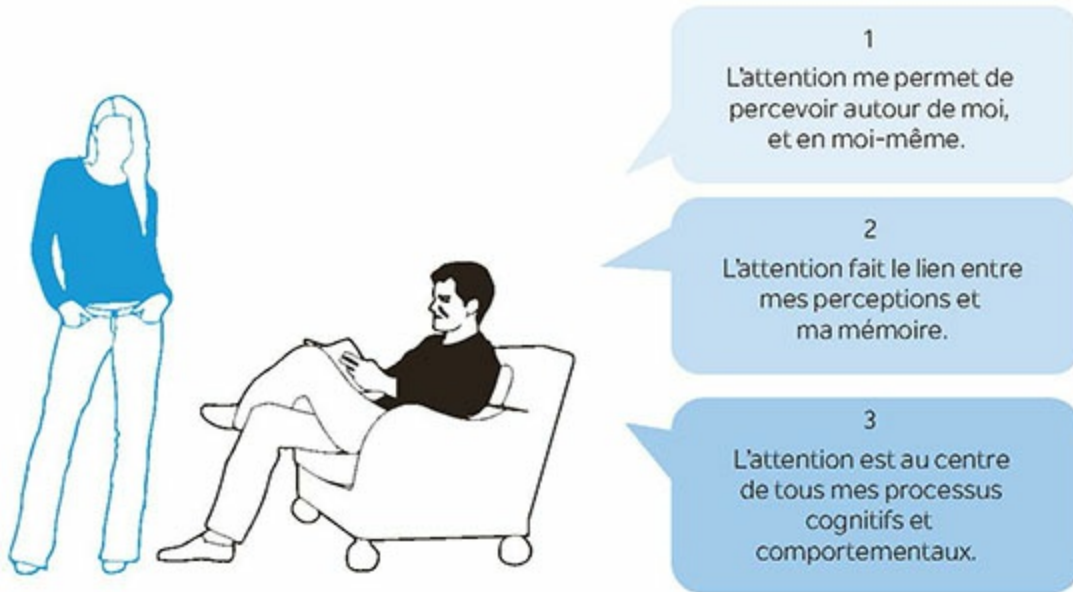 1
L'attention me permet de
percevoir autour de moi,
et en moi-même.
2
L'attention fait le lien entre
mes perceptions et
ma mémoire.
3
L'attention est au centre
de tous mes processus
cognitifs et
comportementaux.